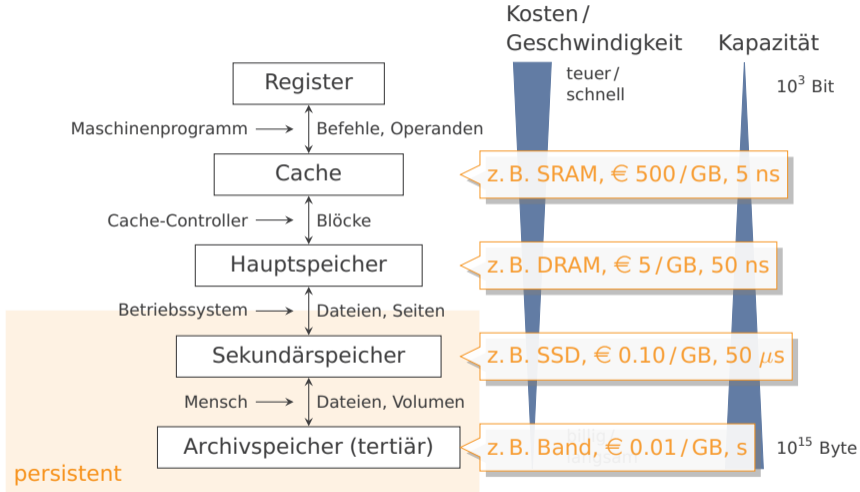 Kosten/
Geschwindigkeit
Kapazität
teuer/
schnell
10³ Bit
Register
Maschinenprogramm
Befehle, Operanden
Cache
z. B. SRAM, € 500/GB, 5 ns
Cache-Controller
Blöcke
Hauptspeicher
z. B. DRAM, € 5/GB, 50 ns
Betriebssystem
Dateien, Seiten
Sekundärspeicher
z. B. SSD, € 0.10/GB, 50 μs
Mensch
Dateien, Volumen
billig/
langsam
Archivspeicher (tertiär)
z. B. Band, € 0.01/GB, s
10¹⁵ Byte
persistent